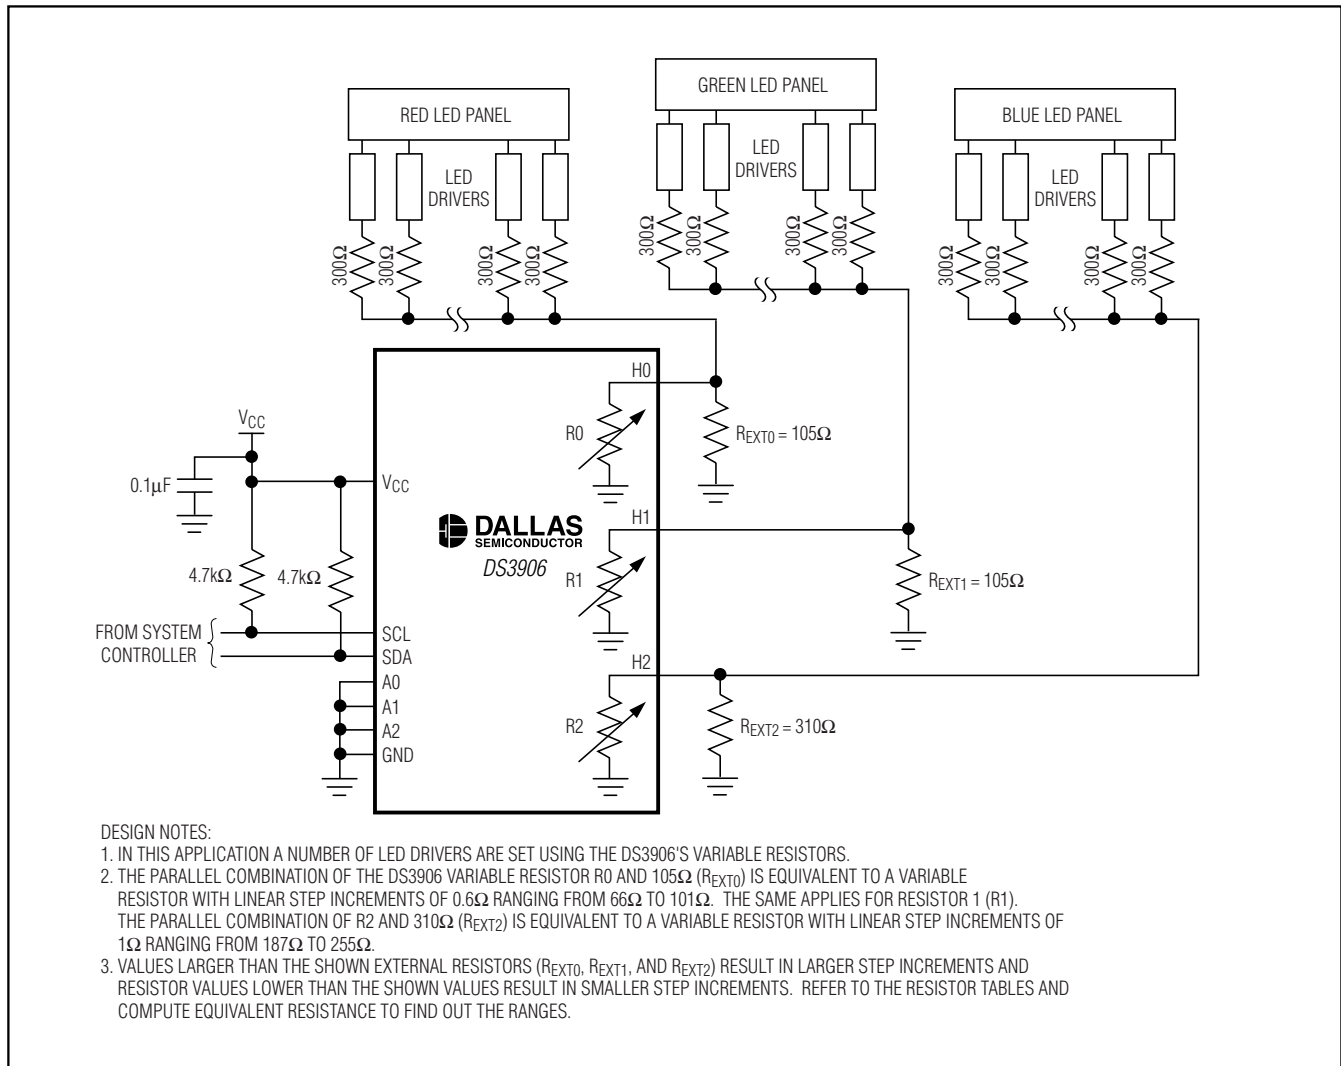 GREEN LED PANEL
RED LED PANEL
BLUE LED PANEL
LED
DRIVERS
LED
DRIVERS
LED
DRIVERS
300Ω
300Ω
300Ω
300Ω
300Ω
300Ω
300Ω
300Ω
300Ω
300Ω
300Ω
300Ω
H0
R0
REXT0 = 105Ω
VCC
0.1µF
VCC
DALLAS
SEMICONDUCTOR
DS3906
H1
R1
REXT1 = 105Ω
4.7kΩ
4.7kΩ
FROM SYSTEM
CONTROLLER
SCL
SDA
A0
A1
A2
GND
H2
R2
REXT2 = 310Ω
DESIGN NOTES:
1. IN THIS APPLICATION A NUMBER OF LED DRIVERS ARE SET USING THE DS3906'S VARIABLE RESISTORS.
2. THE PARALLEL COMBINATION OF THE DS3906 VARIABLE RESISTOR R0 AND 105Ω (REXT0) IS EQUIVALENT TO A VARIABLE
RESISTOR WITH LINEAR STEP INCREMENTS OF 0.6Ω RANGING FROM 66Ω TO 101Ω. THE SAME APPLIES FOR RESISTOR 1 (R1).
THE PARALLEL COMBINATION OF R2 AND 310Ω (REXT2) IS EQUIVALENT TO A VARIABLE RESISTOR WITH LINEAR STEP INCREMENTS OF
1Ω RANGING FROM 187Ω TO 255Ω.
3. VALUES LARGER THAN THE SHOWN EXTERNAL RESISTORS (REXT0, REXT1, AND REXT2) RESULT IN LARGER STEP INCREMENTS AND
RESISTOR VALUES LOWER THAN THE SHOWN VALUES RESULT IN SMALLER STEP INCREMENTS. REFER TO THE RESISTOR TABLES AND
COMPUTE EQUIVALENT RESISTANCE TO FIND OUT THE RANGES.